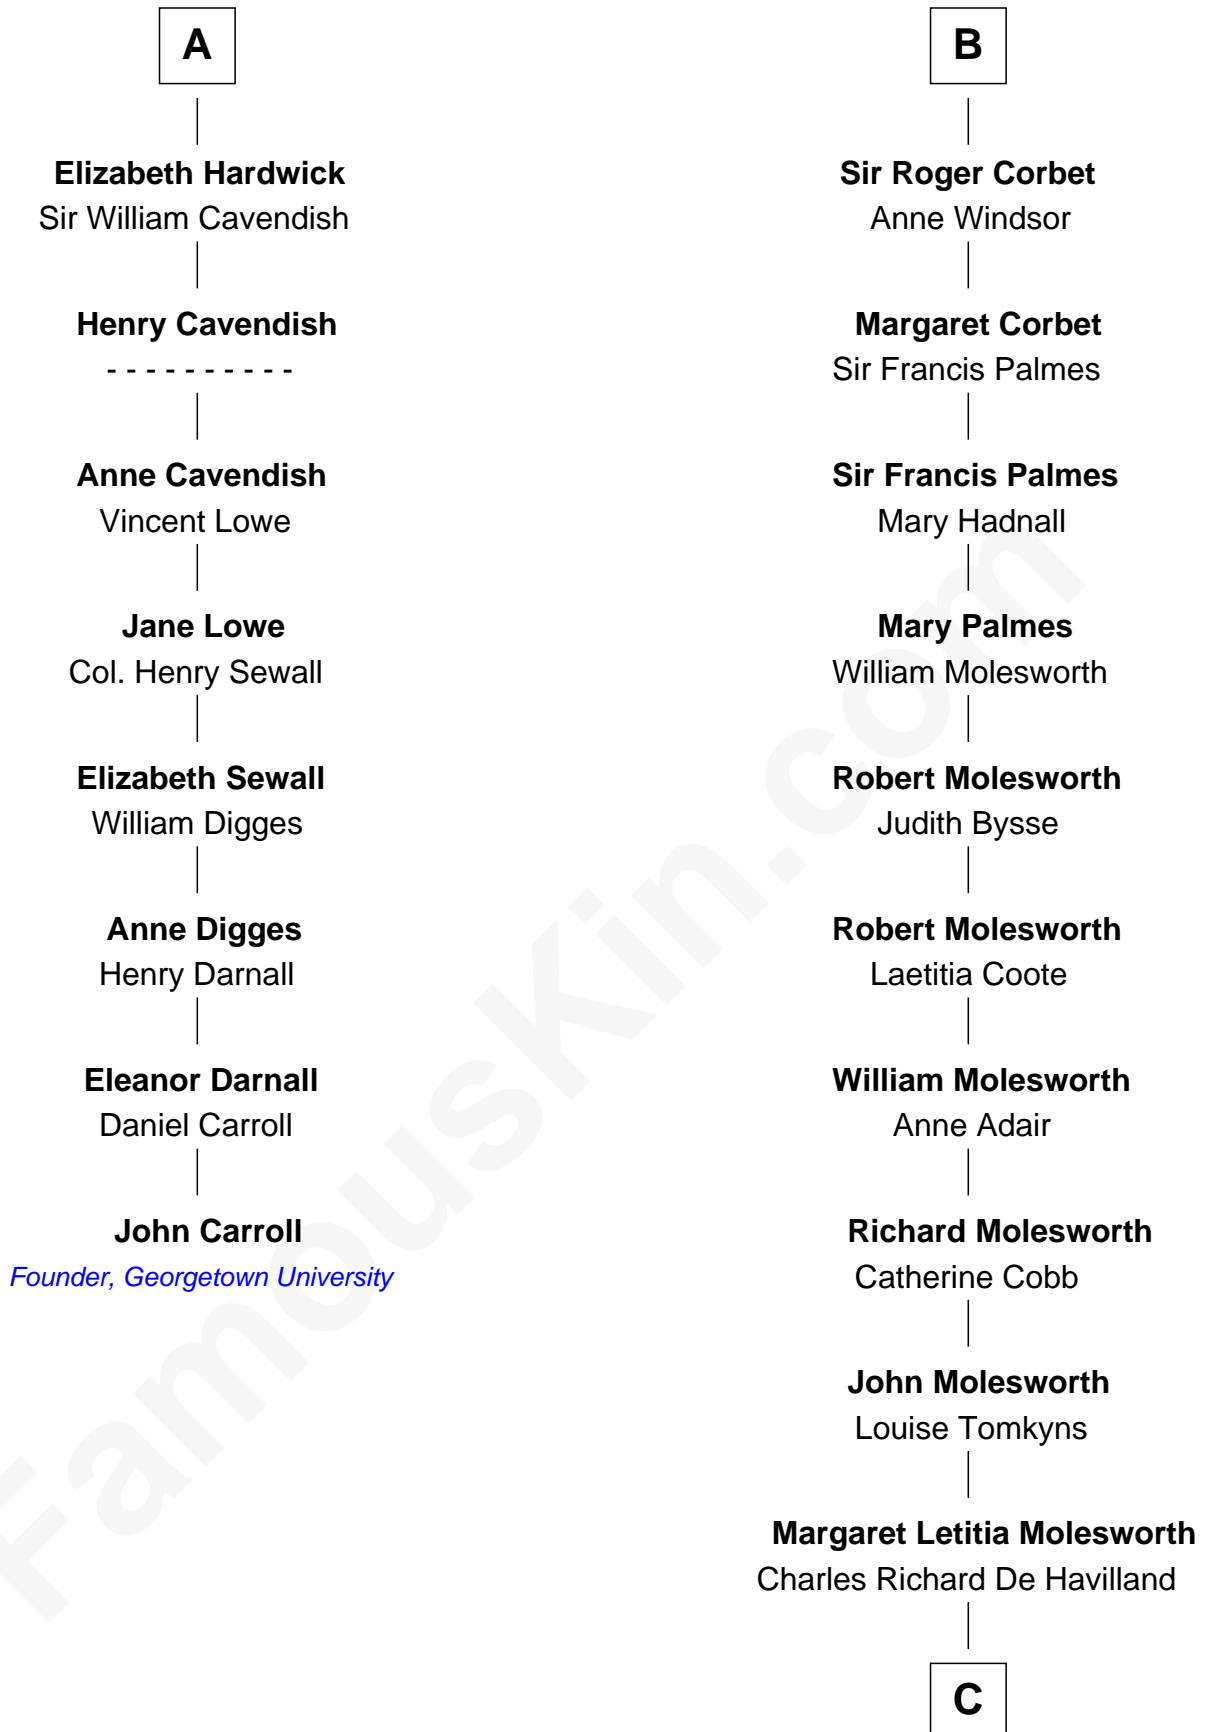 A
Elizabeth Hardwick
Sir William Cavendish
Henry Cavendish
- - - - - - - - - -
Anne Cavendish
Vincent Lowe
Jane Lowe
Col. Henry Sewall
Elizabeth Sewall
William Digges
Anne Digges
Henry Darnall
Eleanor Darnall
Daniel Carroll
John Carroll
Founder, Georgetown University
B
Sir Roger Corbet
Anne Windsor
Margaret Corbet
Sir Francis Palmes
Sir Francis Palmes
Mary Hadnall
Mary Palmes
William Molesworth
Robert Molesworth
Judith Bysse
Robert Molesworth
Laetitia Coote
William Molesworth
Anne Adair
Richard Molesworth
Catherine Cobb
John Molesworth
Louise Tomkyns
Margaret Letitia Molesworth
Charles Richard De Havilland
C
FamousKin.com